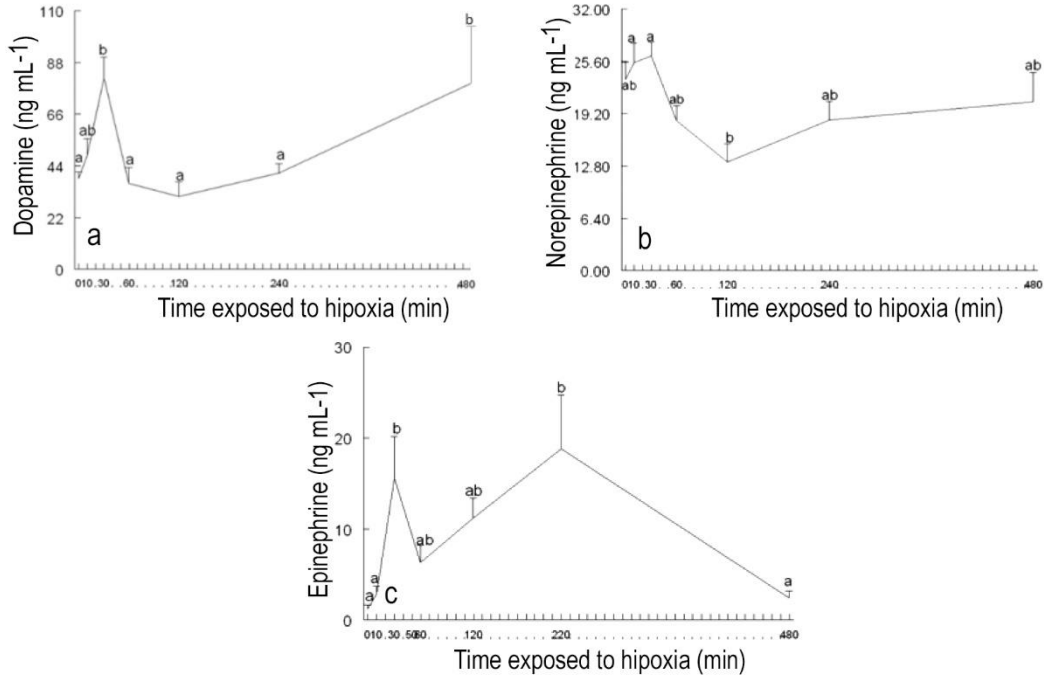 Dopamine (ng mL-1)
110
88
66
44
22
0
a
ab
b
a
a
a
b
a
010.30 .60. 120 240 480
Time exposed to hipoxia (min)
Norepinephrine (ng mL-1)
32.00
25.60
19.20
12.80
6.40
0.00
ab
a
a
ab
b
ab
ab
b
010 . 30 . 60 120 240 480
Time exposed to hipoxia (min)
Epinephrine (ng mL-1)
30
20
10
0
a
a
b
ab
ab
b
a
c
010 . 30 . 120 220 480
Time exposed to hipoxia (min)